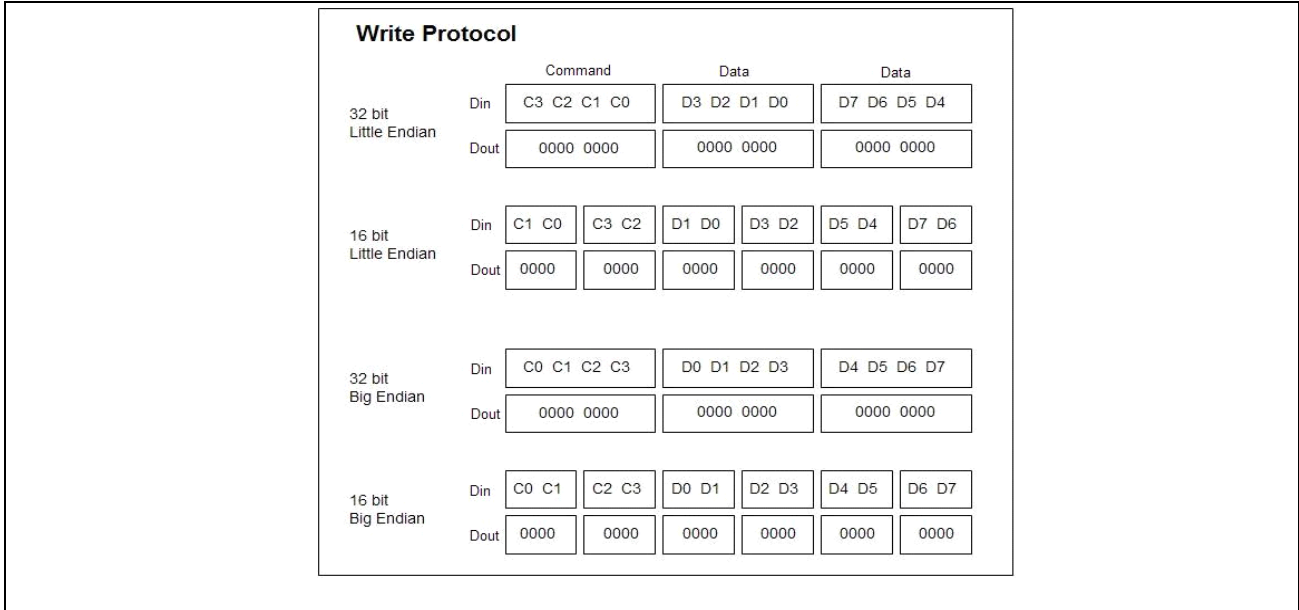 Write Protocol
Command Data Data
32 bit
Little Endian
Din C3 C2 C1 C0 D3 D2 D1 D0 D7 D6 D5 D4
Dout 0000 0000 0000 0000 0000 0000
16 bit
Little Endian
Din C1 C0 C3 C2 D1 D0 D3 D2 D5 D4 D7 D6
Dout 0000 0000 0000 0000 0000 0000
32 bit
Big Endian
Din C0 C1 C2 C3 D0 D1 D2 D3 D4 D5 D6 D7
Dout 0000 0000 0000 0000 0000 0000
16 bit
Big Endian
Din C0 C1 C2 C3 D0 D1 D2 D3 D4 D5 D6 D7
Dout 0000 0000 0000 0000 0000 0000